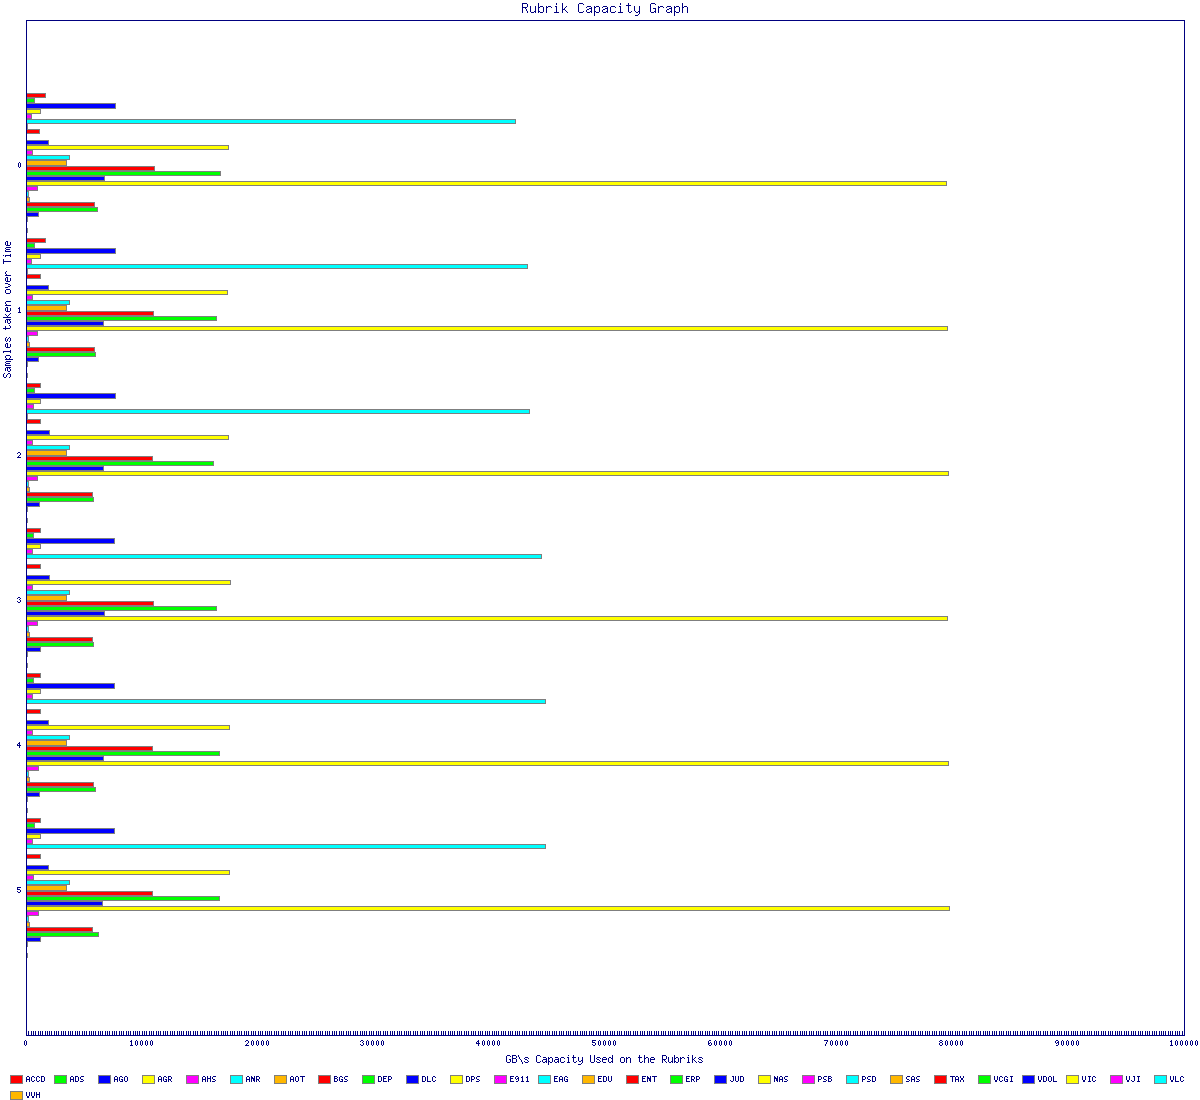 Rubrik Capacity Graph
Samples taken over Time
0
1
2
3
4
5
0 10000 20000 30000 40000 50000 60000 70000 80000 90000 100000
GB\s Capacity Used on the Rubriks
ACCD ADS AGO AGR AHS ANR AOT BGS DEP DLC DPS E911 EAG EDU ENT ERP JUD NAS PSB PSD SAS TAX VCGI VDOL VIC VJI VLC
VVH